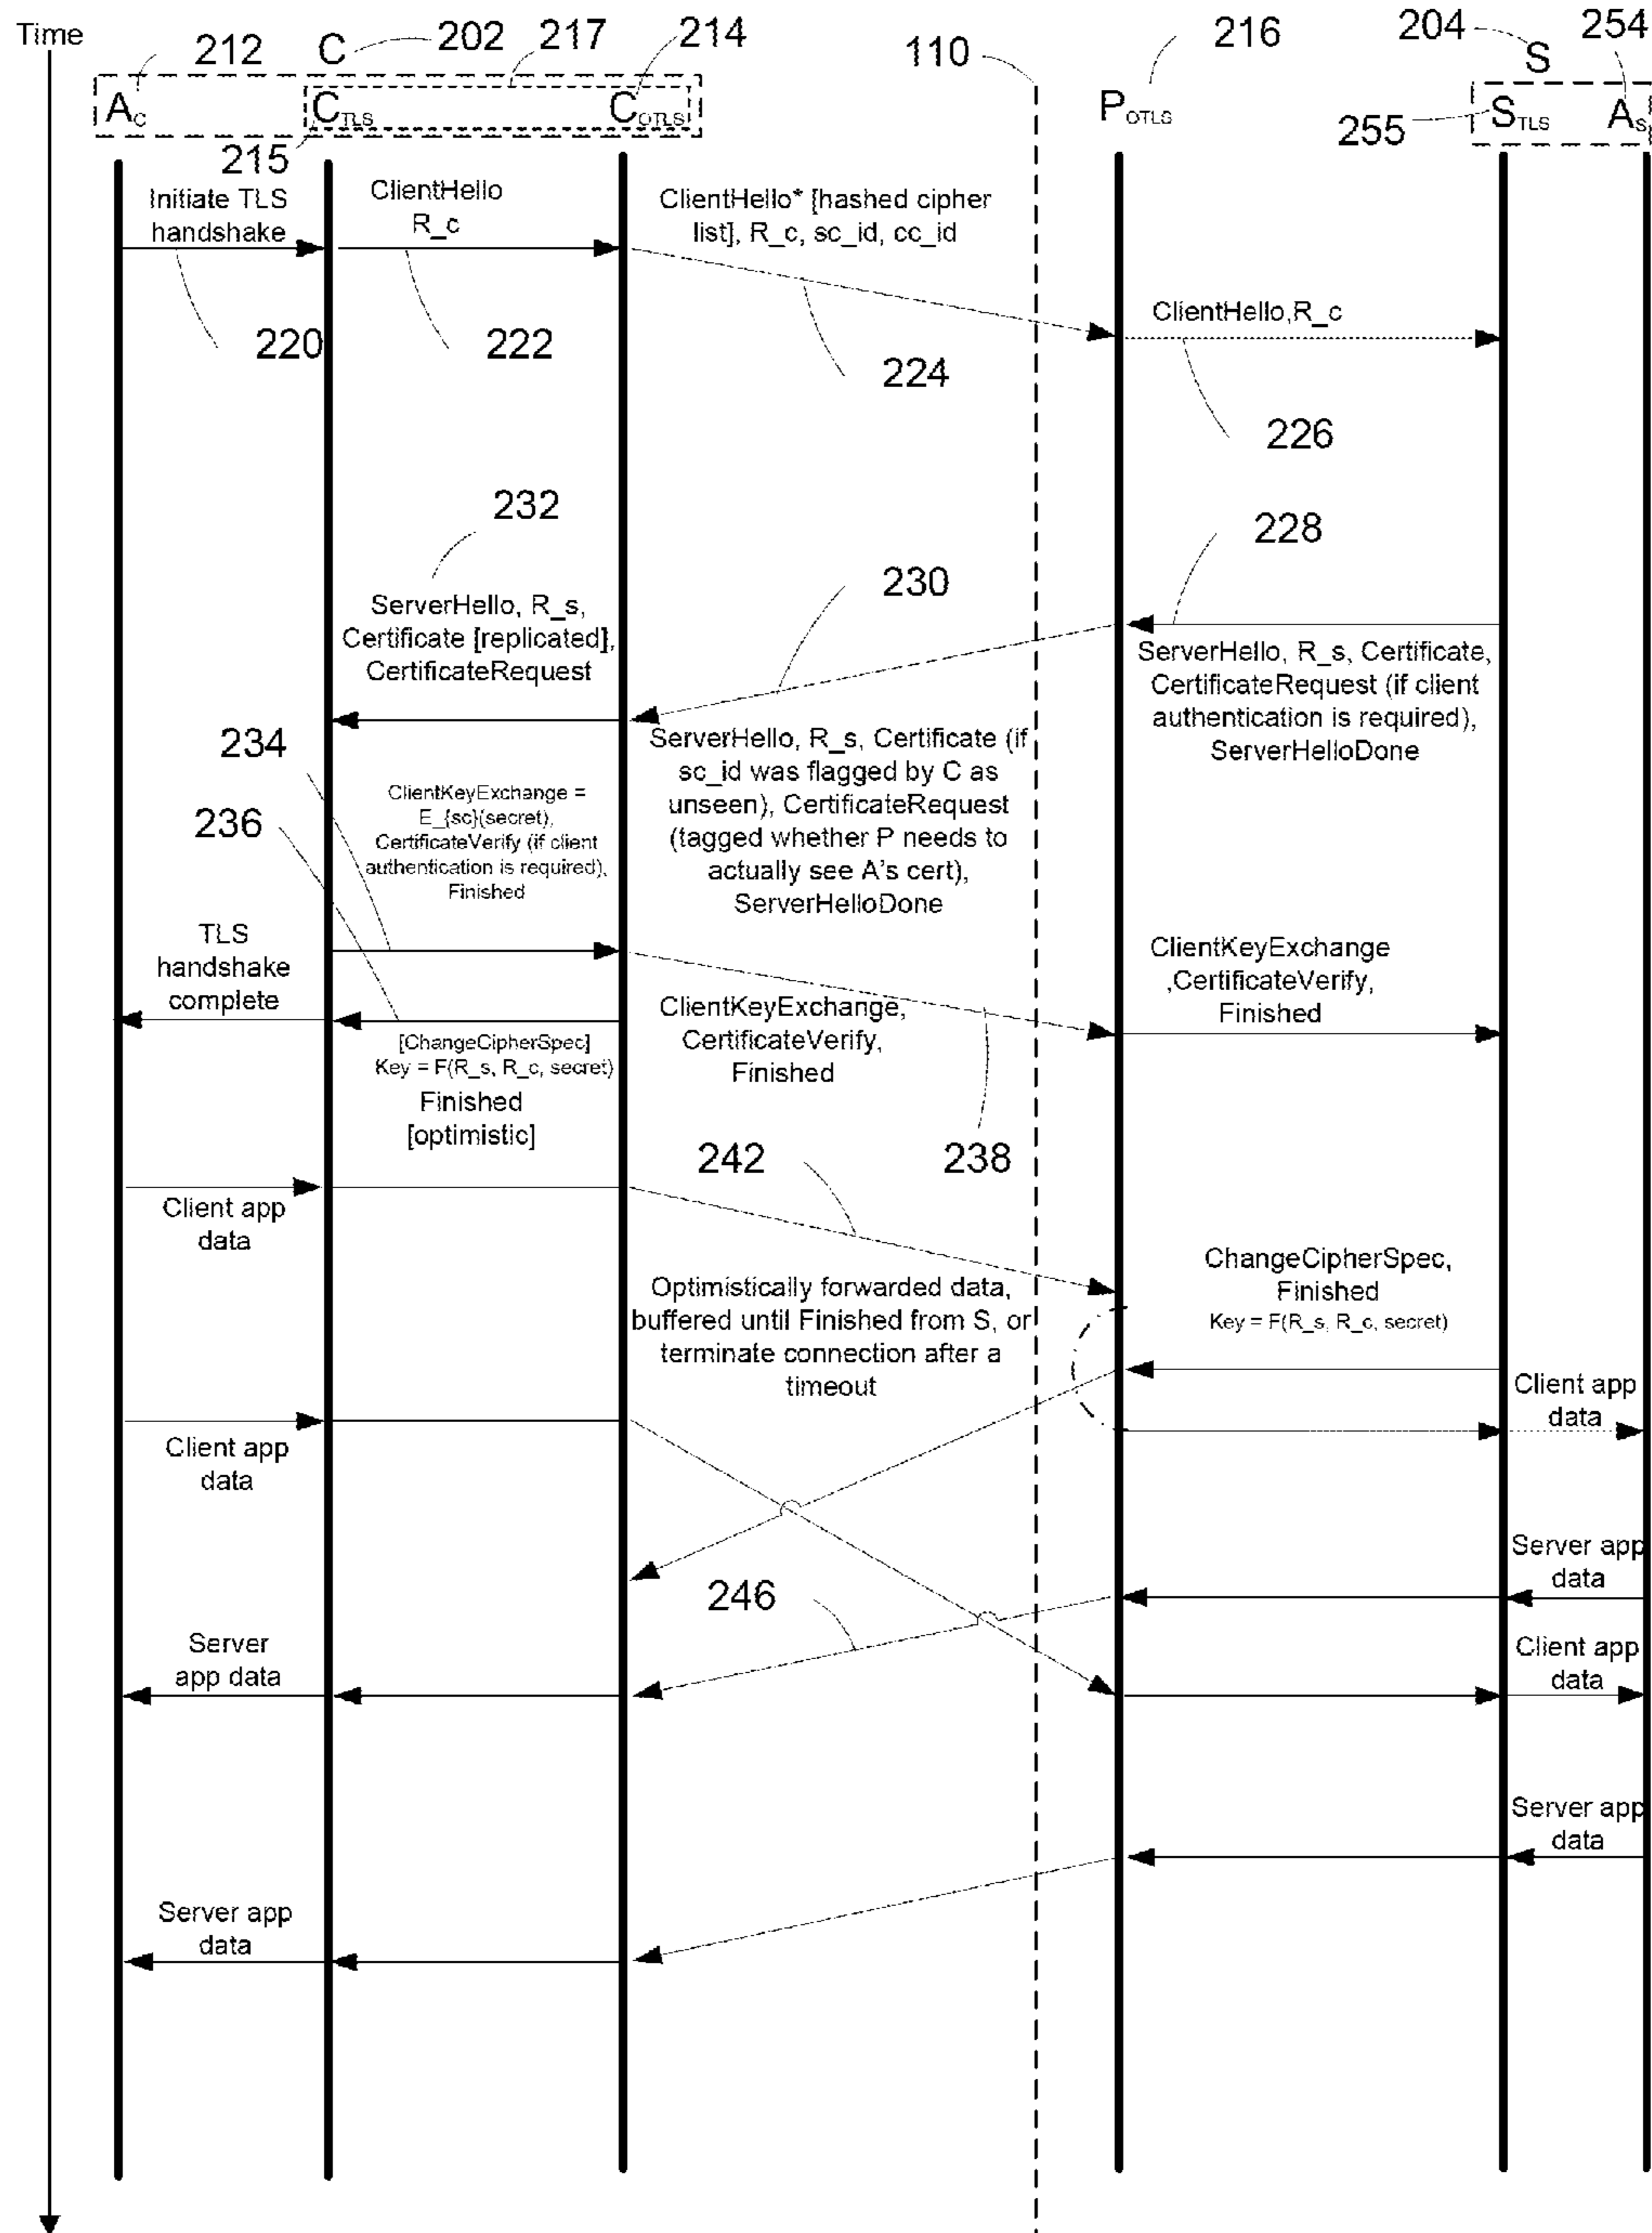 Time
212
C
202
217
214
110
216
204
S
254
A_C
C_TLS
C_OTLS
P_OTLS
S_TLS
A_S
215
255
Initiate TLS
handshake
ClientHello
R_c
ClientHello* [hashed cipher
list], R_c, sc_id, cc_id
220
222
224
ClientHello,R_c
226
232
228
230
ServerHello, R_s,
Certificate [replicated],
CertificateRequest
ServerHello, R_s, Certificate,
CertificateRequest (if client
authentication is required),
ServerHelloDone
234
ServerHello, R_s, Certificate (if
sc_id was flagged by C as
unseen), CertificateRequest
(tagged whether P needs to
actually see A's cert),
ServerHelloDone
236
ClientKeyExchange =
E_{sc}(secret),
CertificateVerify (if client
authentication is required),
Finished
TLS
handshake
complete
ClientKeyExchange
,CertificateVerify,
Finished
ClientKeyExchange,
CertificateVerify,
Finished
[ChangeCipherSpec]
Key = F(R_s, R_c, secret)
Finished
[optimistic]
242
238
Client app
data
ChangeCipherSpec,
Finished
Key = F(R_s, R_c, secret)
Optimistically forwarded data,
buffered until Finished from S, or
terminate connection after a
timeout
Client app
data
Client app
data
Server app
data
246
Server
app data
Client app
data
Server app
data
Server app
data